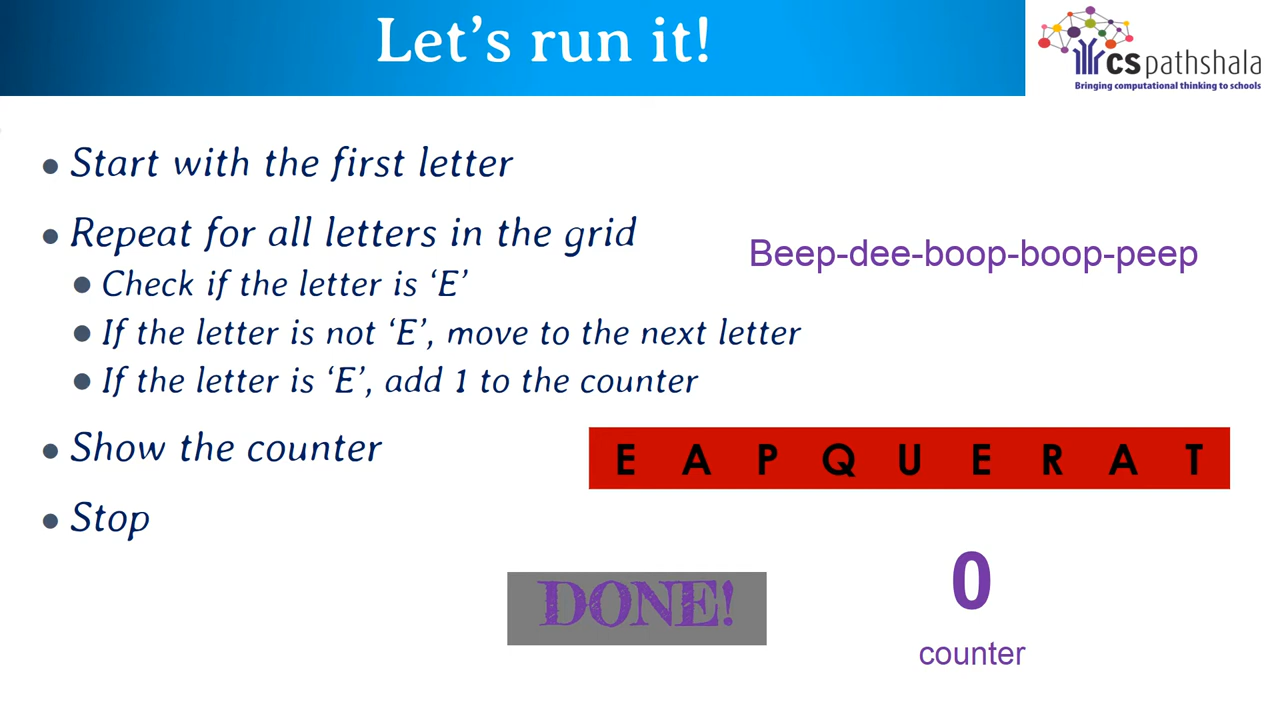 Let's run it!
CSpathshala
Bringing computational thinking to schools
Start with the first letter
Repeat for all letters in the grid
Beep-dee-boop-boop-peep
Check if the letter is ‘E’
If the letter is not ‘E’, move to the next letter
If the letter is ‘E’, add 1 to the counter
Show the counter
E A P Q U E R A T
Stop
DONE!
0
counter